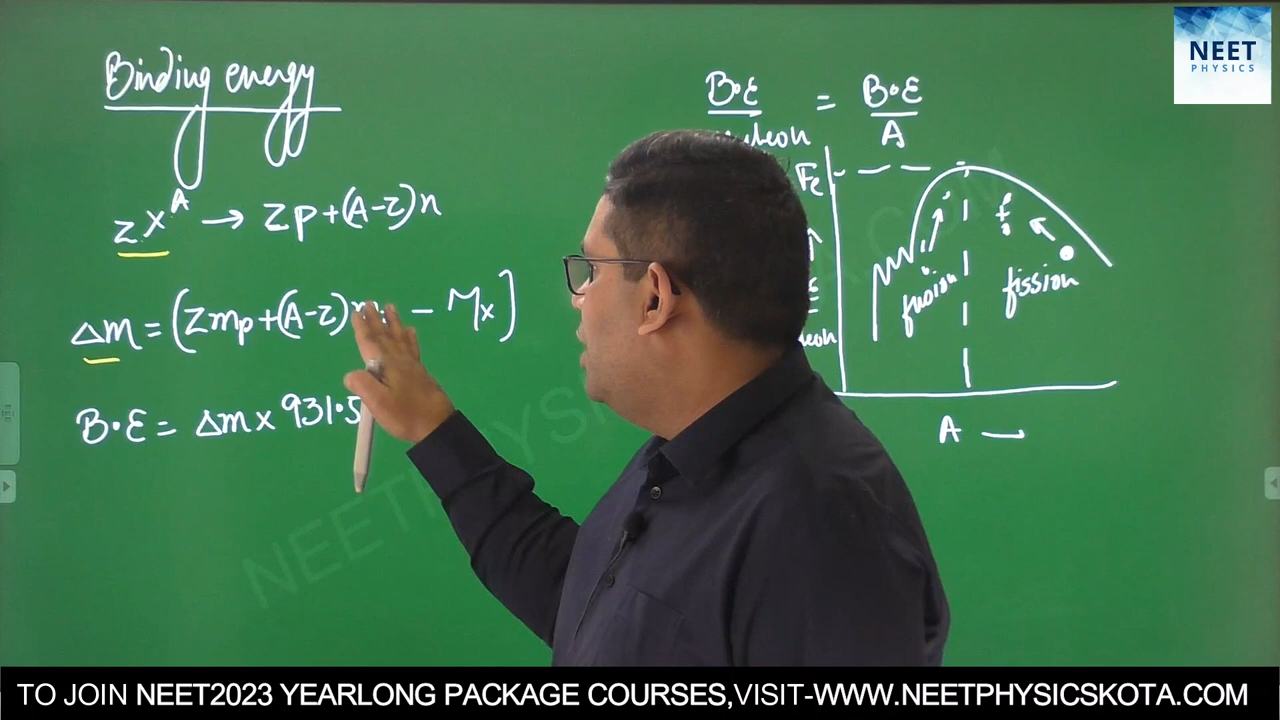 Binding energy
zX^A → Zp+(A-z)n
Δm = (Zmp+(A-z) - Mx]
B.E = Δm x 931.5
B.E = B.E
A
Fe
fusion
fission
A
NEET
PHYSICS
TO JOIN NEET2023 YEARLONG PACKAGE COURSES,VISIT-WWW.NEETPHYSICSKOTA.COM